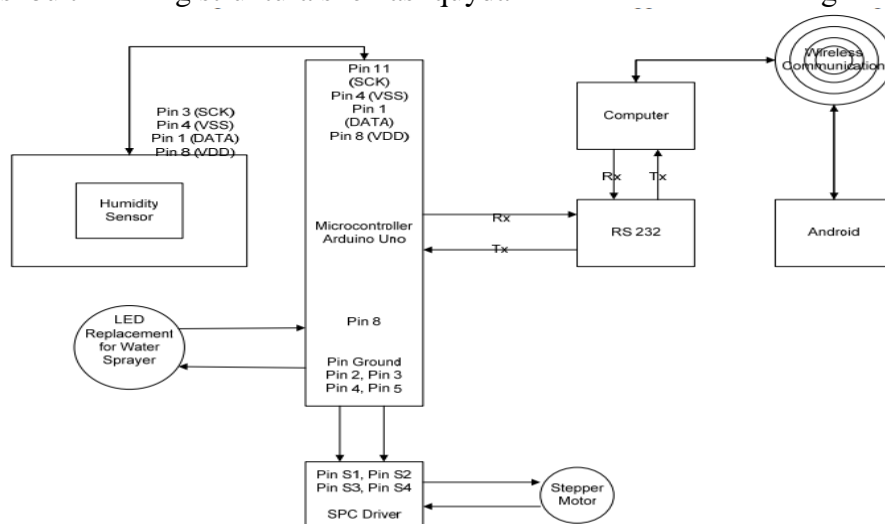 Wireless
Communication
Pin 11
(SCK)
Pin 4 (VSS)
Pin 1
(DATA)
Pin 8 (VDD)
Pin 3 (SCK)
Pin 4 (VSS)
Pin 1 (DATA)
Pin 8 (VDD)
Computer
Rx
Tx
Humidity
Sensor
Microcontroller
Arduino Uno
Rx
Tx
RS 232
Android
LED
Replacement
for Water
Sprayer
Pin 8
Pin Ground
Pin 2, Pin 3
Pin 4, Pin 5
Pin S1, Pin S2
Pin S3, Pin S4
SPC Driver
Stepper
Motor